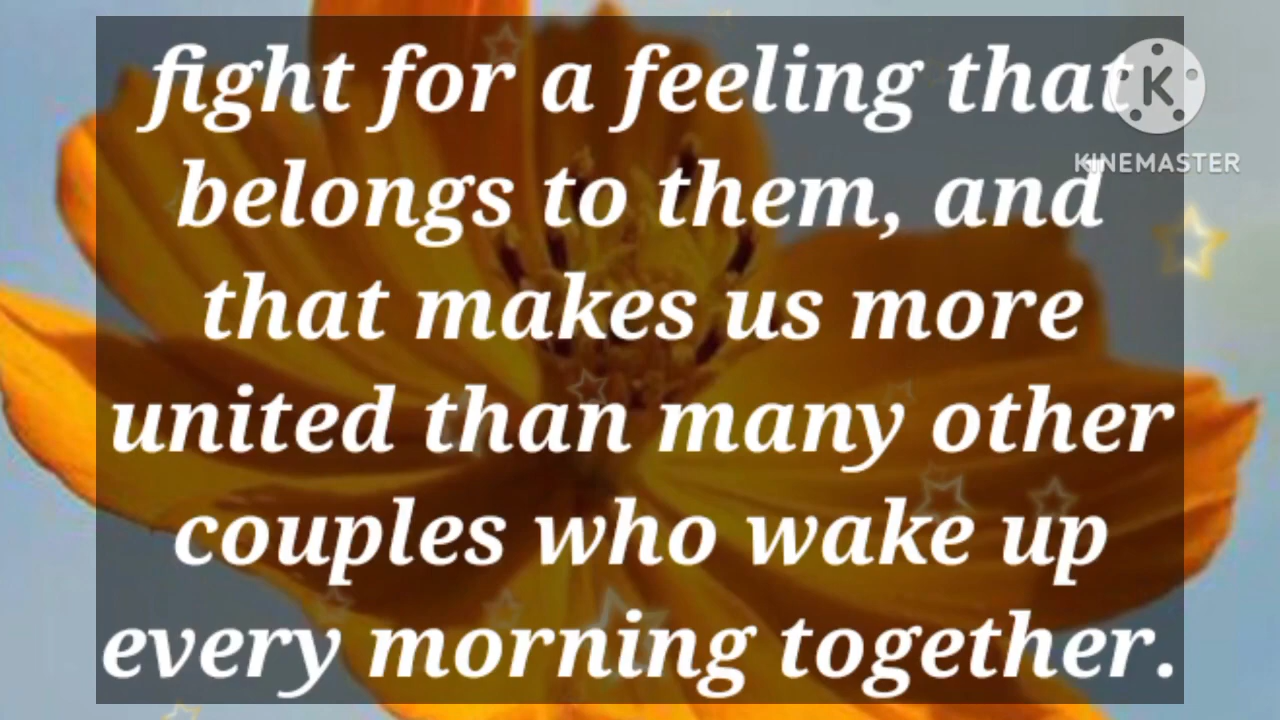 fight for a feeling that
belongs to them, and
that makes us more
united than many other
couples who wake up
every morning together.
K
KINEMASTER